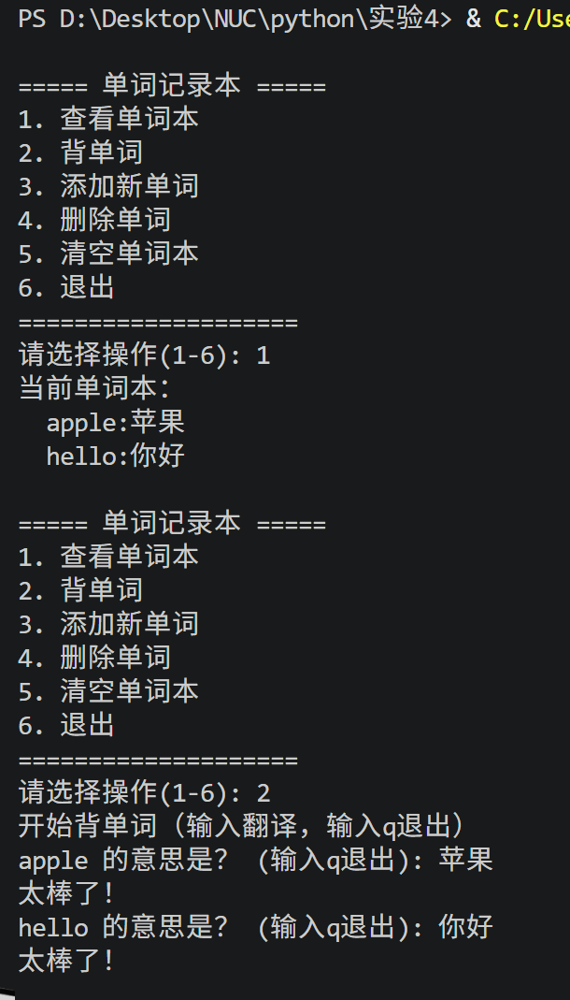 PS D:\Desktop\NUC\python\实验4> & C:/Use
===== 单词记录本 =====
1. 查看单词本
2. 背单词
3. 添加新单词
4. 删除单词
5. 清空单词本
6. 退出
====================
请选择操作(1-6): 1
当前单词本:
  apple:苹果
  hello:你好
===== 单词记录本 =====
1. 查看单词本
2. 背单词
3. 添加新单词
4. 删除单词
5. 清空单词本
6. 退出
====================
请选择操作(1-6): 2
开始背单词（输入翻译，输入q退出）
apple 的意思是？ (输入q退出): 苹果
太棒了！
hello 的意思是？ (输入q退出): 你好
太棒了！